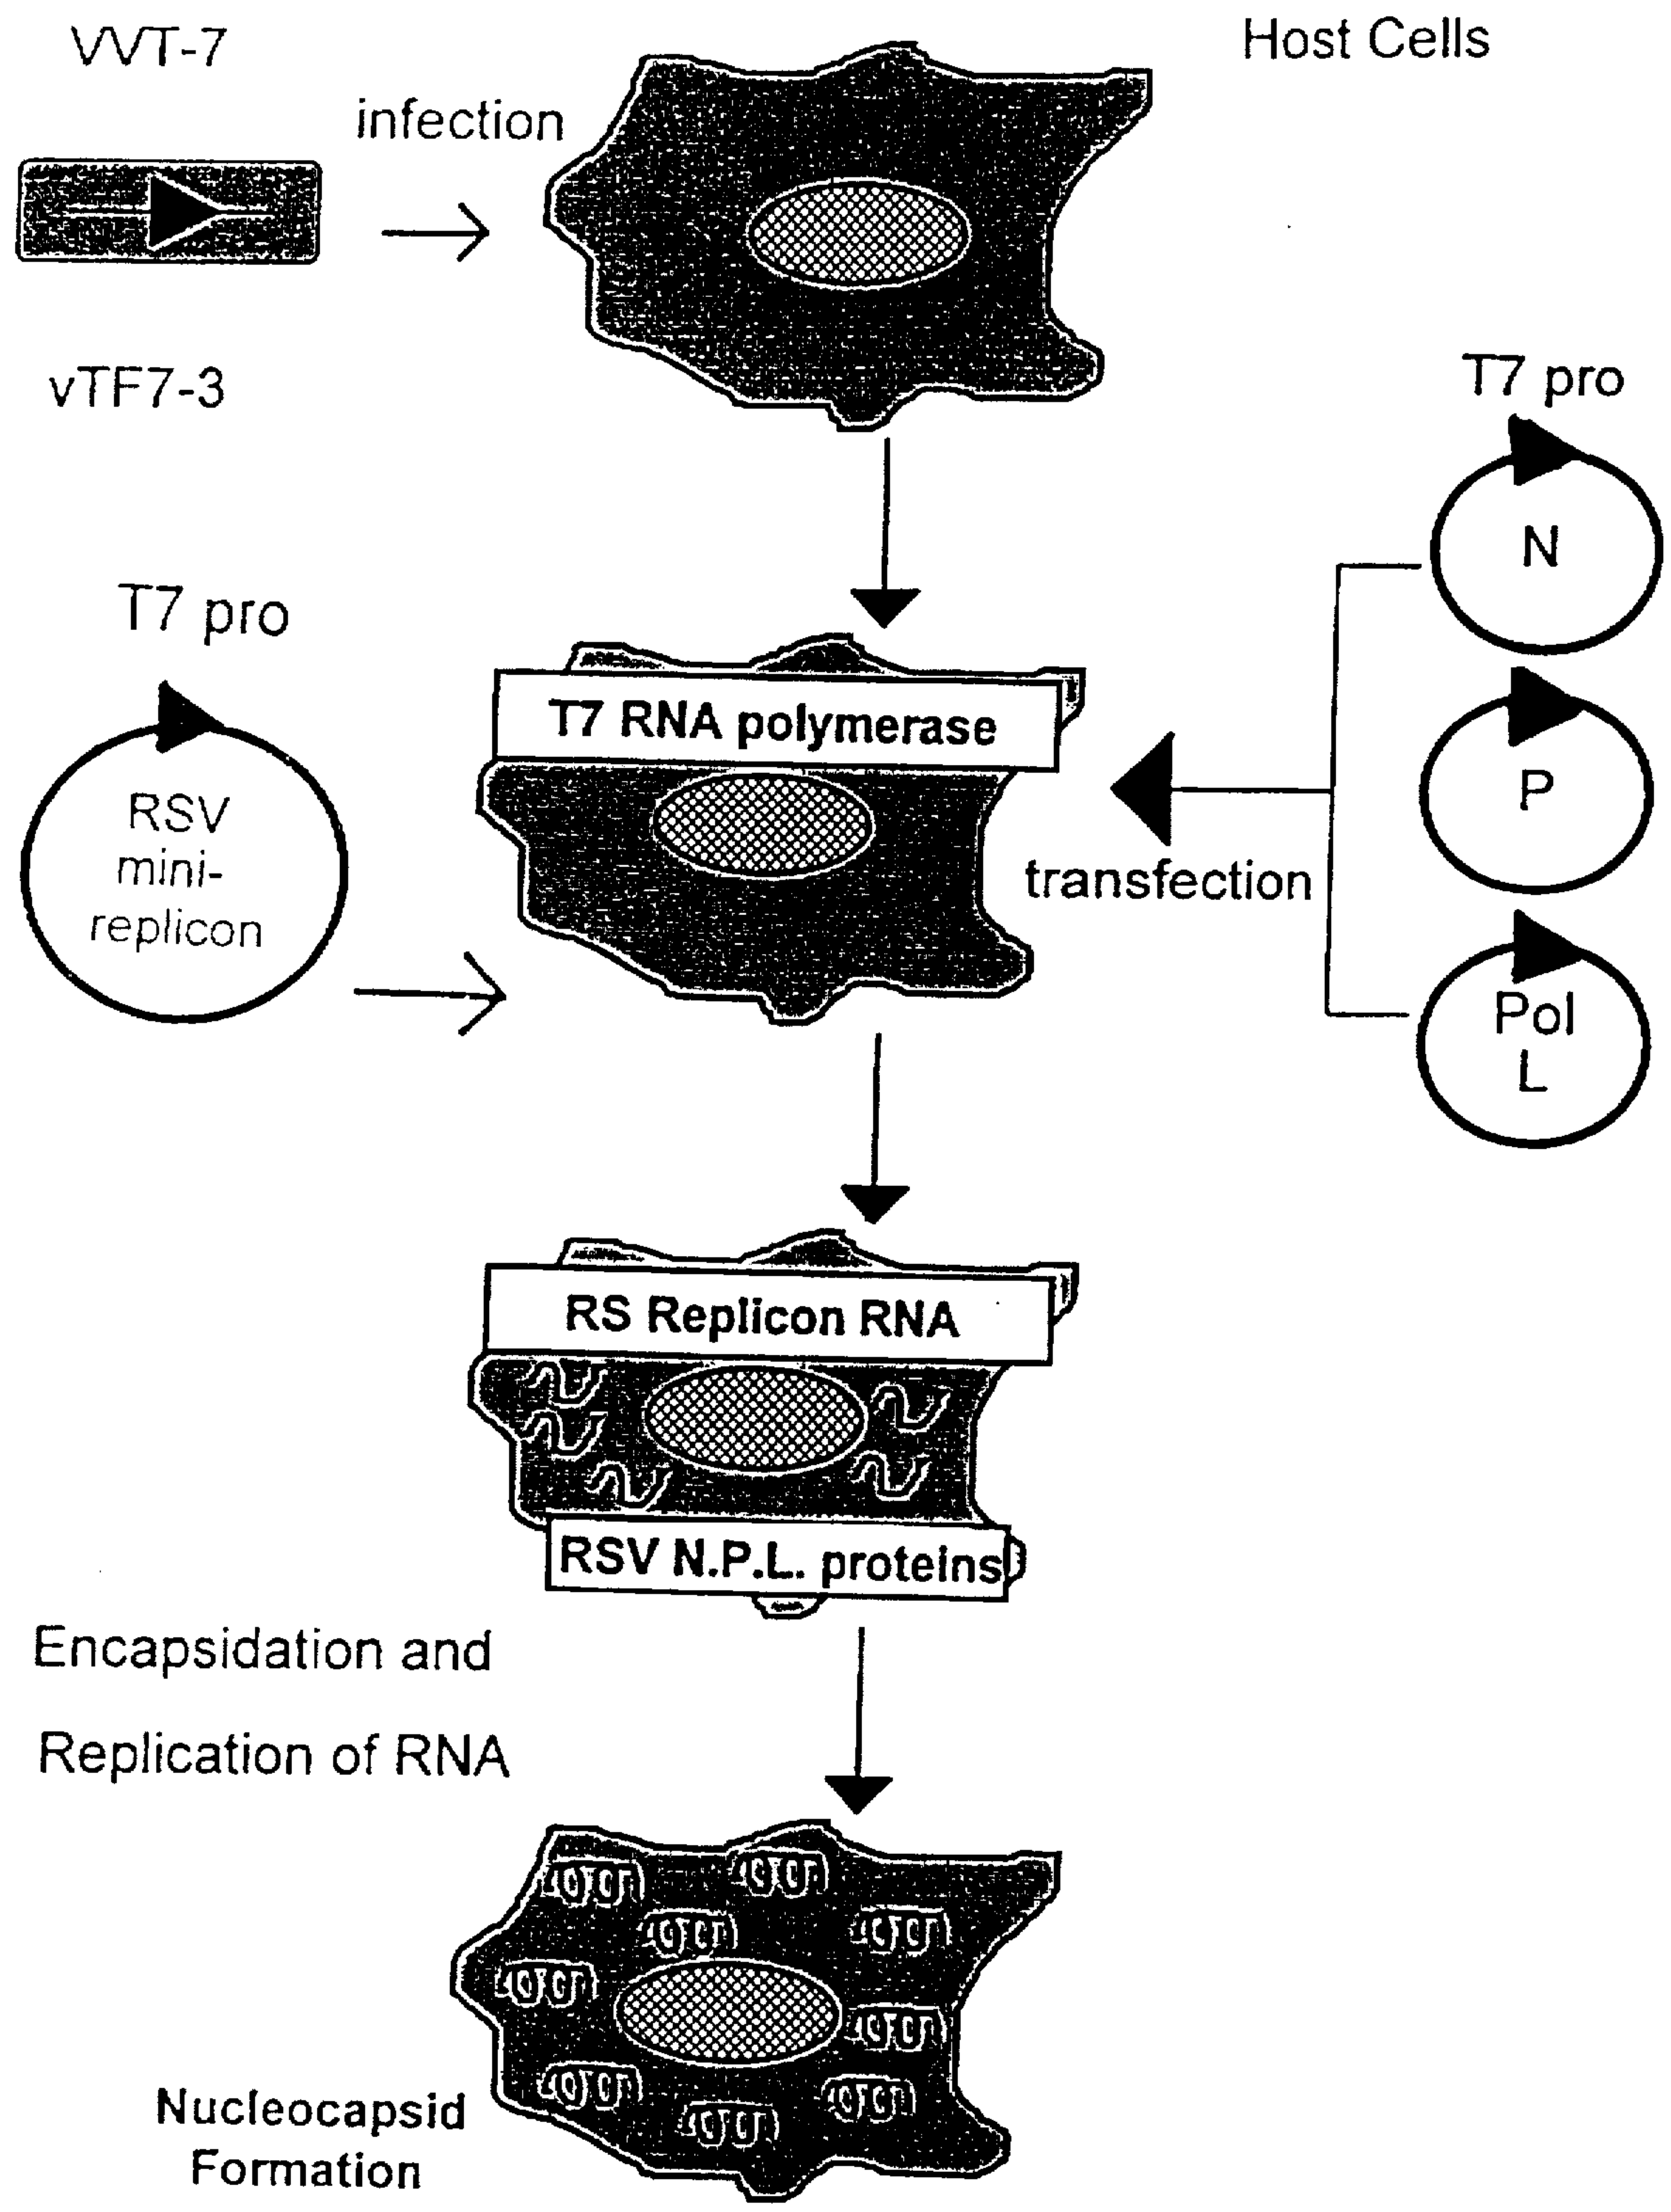 VVT-7
Host Cells
infection
vTF7-3
T7 pro
N
T7 pro
T7 RNA polymerase
RSV
mini-
replicon
P
transfection
Pol
L
RS Replicon RNA
RSV N.P.L. proteins
Encapsidation and
Replication of RNA
Nucleocapsid
Formation